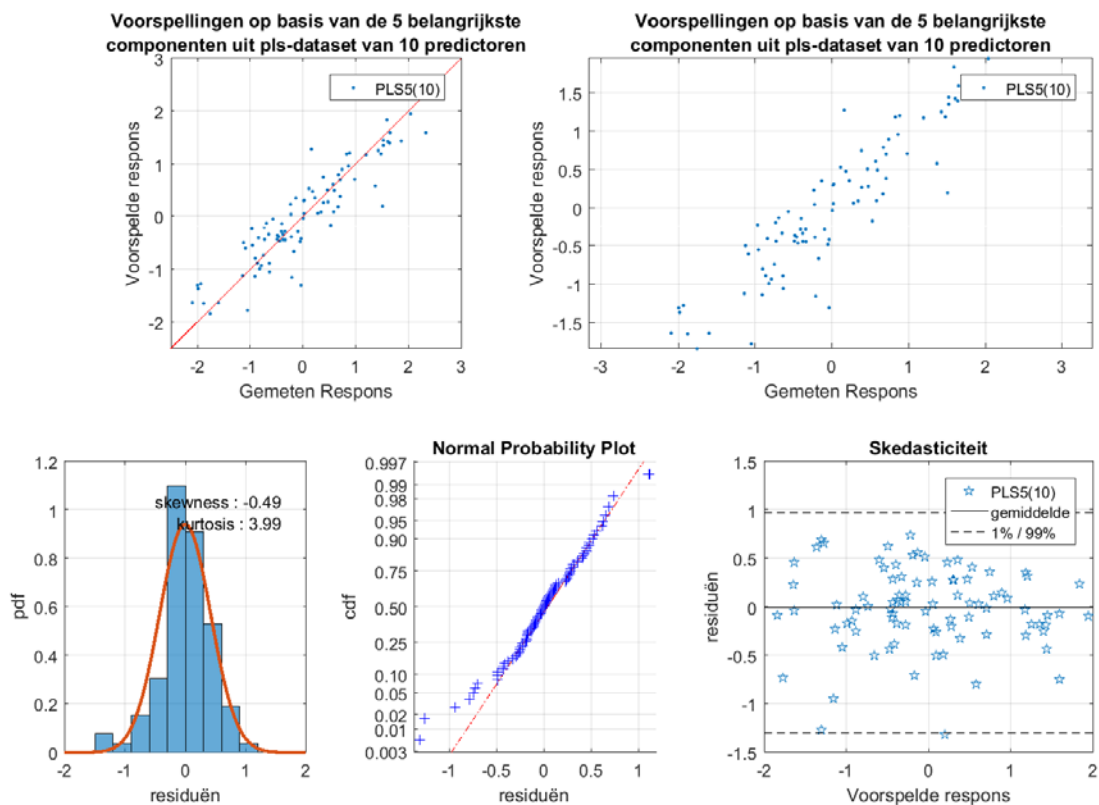 Voorspellingen op basis van de 5 belangrijkste
componenten uit pls-dataset van 10 predictoren
PLS5(10)
3
2
1
0
-1
-2
Voorspelde respons
-2 -1 0 1 2 3
Gemeten Respons
Voorspellingen op basis van de 5 belangrijkste
componenten uit pls-dataset van 10 predictoren
PLS5(10)
1.5
1
0.5
0
-0.5
-1
-1.5
Voorspelde respons
-3 -2 -1 0 1 2 3
Gemeten Respons
1.2
1
0.8
0.6
0.4
0.2
0
pdf
skewness : -0.49
kurtosis : 3.99
-2 -1 0 1 2
residuën
Normal Probability Plot
0.997
0.99
0.98
0.95
0.90
0.75
0.50
0.25
0.10
0.05
0.02
0.01
0.003
cdf
-1 -0.5 0 0.5 1
residuën
Skedasticiteit
PLS5(10)
gemiddelde
1% / 99%
1.5
1
0.5
0
-0.5
-1
-1.5
residuën
-2 -1 0 1 2
Voorspelde respons